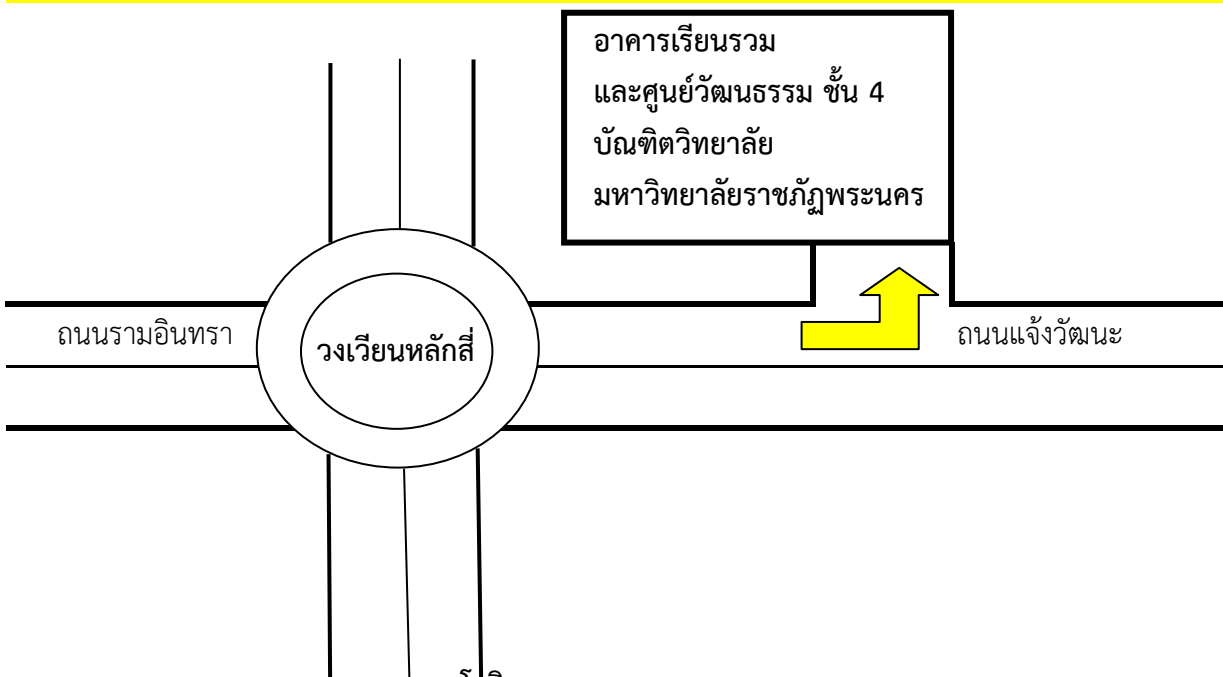 อาคารเรียนรวม
และศูนย์วัฒนธรรม ชั้น 4
บัณฑิตวิทยาลัย
มหาวิทยาลัยราชภัฏพระนคร
ถนนรามอินทรา
วงเวียนหลักสี่
ถนนแจ้งวัฒนะ